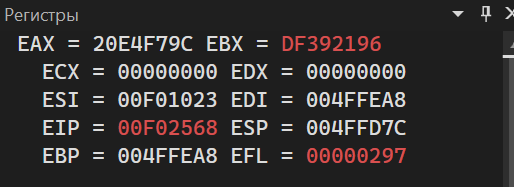 Регистры
EAX = 20E4F79C EBX = DF392196
ECX = 00000000 EDX = 00000000
ESI = 00F01023 EDI = 004FFEA8
EIP = 00F02568 ESP = 004FFD7C
EBP = 004FFEA8 EFL = 00000297